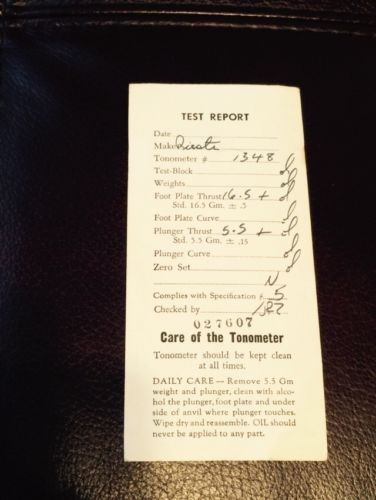 TEST REPORT
Date
Make
Tonometer # 1348
Test-Block
Weights
Foot Plate Thrust 16.5 +
Std. 16.5 Gm. ± .5
Foot Plate Curve
Plunger Thrust 5.5 +
Std. 5.5 Gm. ± .15
Plunger Curve
Zero Set
N
Complies with Specification # 5
Checked by
027607
Care of the Tonometer
Tonometer should be kept clean
at all times.
DAILY CARE — Remove 5.5 Gm
weight and plunger, clean with alco-
hol the plunger, foot plate and under
side of anvil where plunger touches.
Wipe dry and reassemble. OIL should
never be applied to any part.